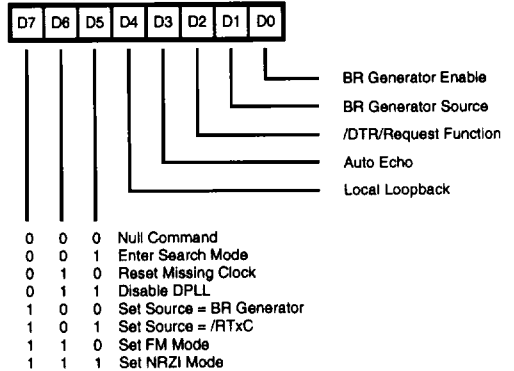 D7 D6 D5 D4 D3 D2 D1 D0
BR Generator Enable
BR Generator Source
/DTR/Request Function
Auto Echo
Local Loopback
0 0 0 Null Command
0 0 1 Enter Search Mode
0 1 0 Reset Missing Clock
0 1 1 Disable DPLL
1 0 0 Set Source = BR Generator
1 0 1 Set Source = /RTxC
1 1 0 Set FM Mode
1 1 1 Set NRZI Mode